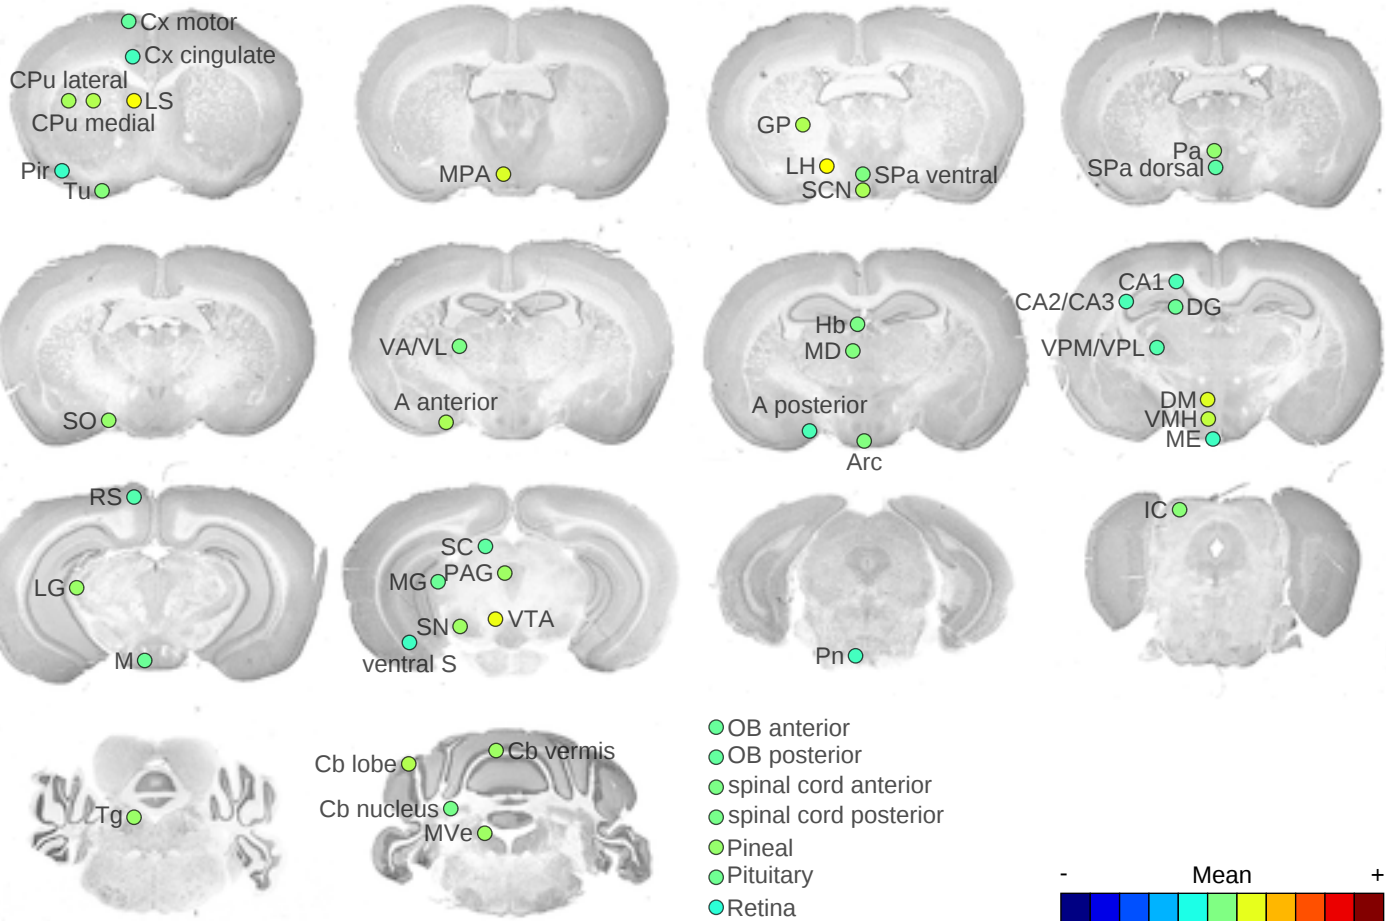 Cx motor
Cx cingulate
CPu lateral
LS
CPu medial
Pir
Tu
MPA
GP
LH
SPa ventral
SCN
Pa
SPa dorsal
SO
VA/VL
A anterior
Hb
MD
A posterior
Arc
CA1
CA2/CA3
DG
VPM/VPL
DM
VMH
ME
RS
LG
M
SC
MG
PAG
SN
VTA
ventral S
Pn
IC
Tg
Cb lobe
Cb vermis
Cb nucleus
MVe
OB anterior
OB posterior
spinal cord anterior
spinal cord posterior
Pineal
Pituitary
Retina
- Mean +